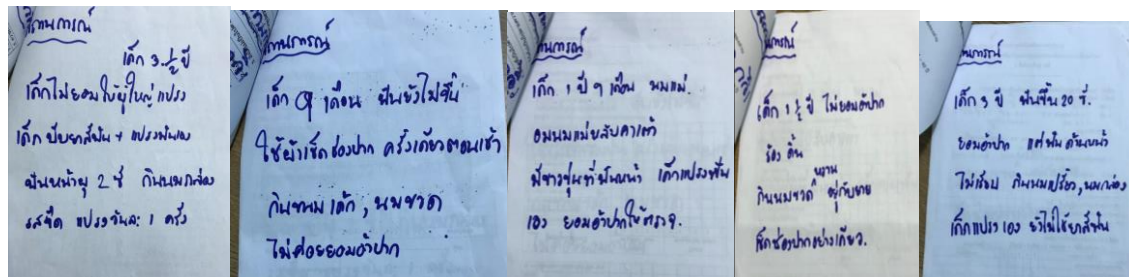 สถานการณ์
เด็ก 3 ½ ปี
เด็กไม่ยอมให้ผู้ใหญ่แปรง
เด็กบีบยาสีฟัน + แปรงฟันเอง
ฟันหน้าผุ 2 ซี่ กินนมกล่อง
รสจืด แปรงวันละ 1 ครั้ง
สถานการณ์
เด็ก 9 เดือน ฟันยังไม่ขึ้น
ใช้ผ้าเช็ดช่องปาก ครั้งเดียวตอนเช้า
กินขนมเด็ก, นมขวด
ไม่ค่อยยอมอ้าปาก
สถานการณ์
เด็ก 1 ปี 9 เดือน นมแม่
อมนมแม่หลับคาเต้า
มีขาวขุ่นที่ฟันหน้า เด็กแปรงฟัน
เอง ยอมอ้าปากให้ตรวจ.
สถานการณ์
เด็ก 1 ½ ปี ไม่ยอมอ้าปาก
ร้อง ดิ้น
กินนมขวด หวาน อยู่กับยาย
เช็ดช่องปากอย่างเดียว.
สถานการณ์
เด็ก 3 ปี ฟันขึ้น 20 ซี่.
ยอมอ้าปาก แต่ฟันด้านหน้า
ไม่เรียบ กินนมเปรี้ยว, นมกล่อง
เด็กแปรงเอง ยังไม่ใช้ยาสีฟัน